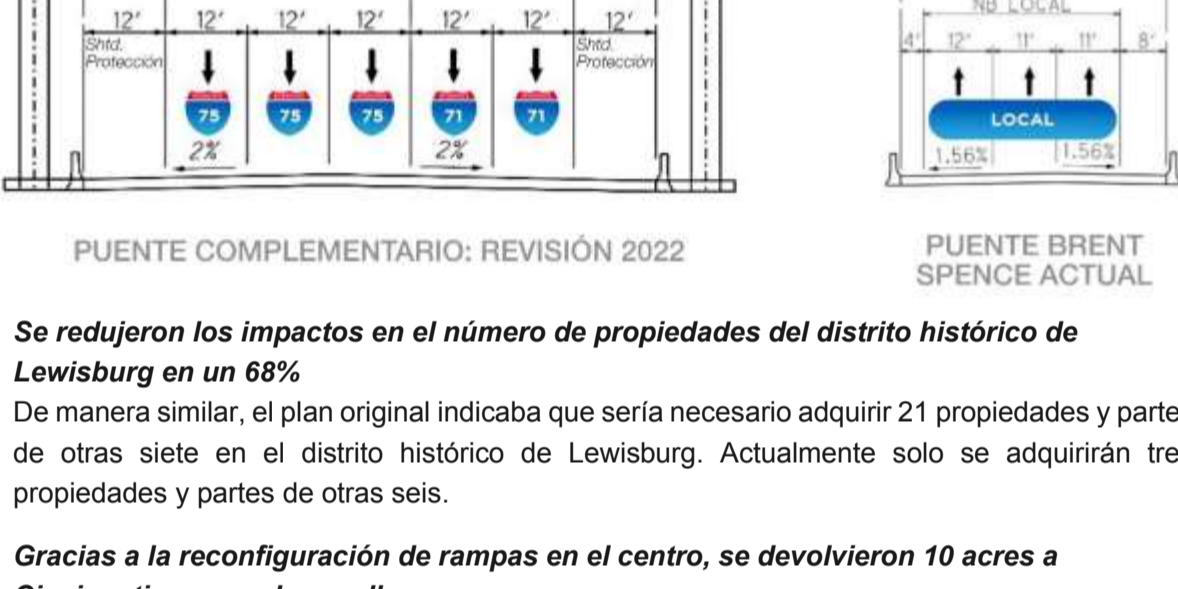 NB LOCAL
12' 12' 12' 12' 12' 12' 12'
4' 12' 11' 11' 8'
Shtd. Protección
Shtd. Protección
75 75 75 71 71
LOCAL
2% 2%
1.56% 1.56%
PUENTE COMPLEMENTARIO: REVISIÓN 2022
PUENTE BRENT
SPENCE ACTUAL
Se redujeron los impactos en el número de propiedades del distrito histórico de
Lewisburg en un 68%
De manera similar, el plan original indicaba que sería necesario adquirir 21 propiedades y parte
de otras siete en el distrito histórico de Lewisburg. Actualmente solo se adquirirán tre
propiedades y partes de otras seis.
Gracias a la reconfiguración de rampas en el centro, se devolvieron 10 acres a